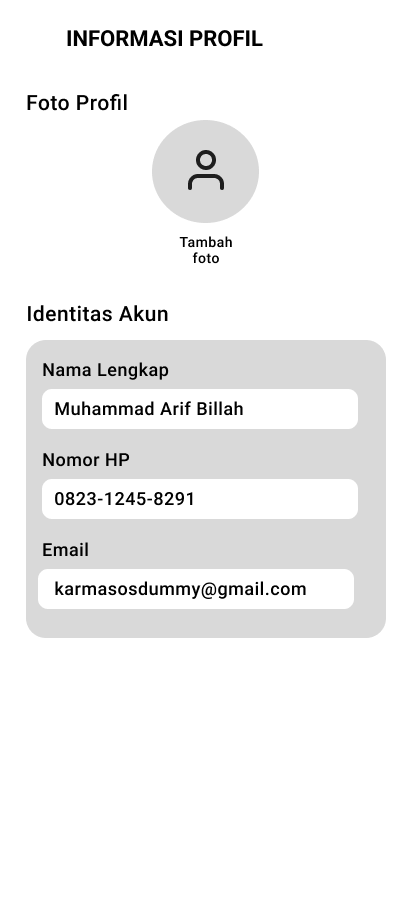 INFORMASI PROFIL
Foto Profil
Tambah
foto
Identitas Akun
Nama Lengkap
Muhammad Arif Billah
Nomor HP
0823-1245-8291
Email
karmasosdummy@gmail.com